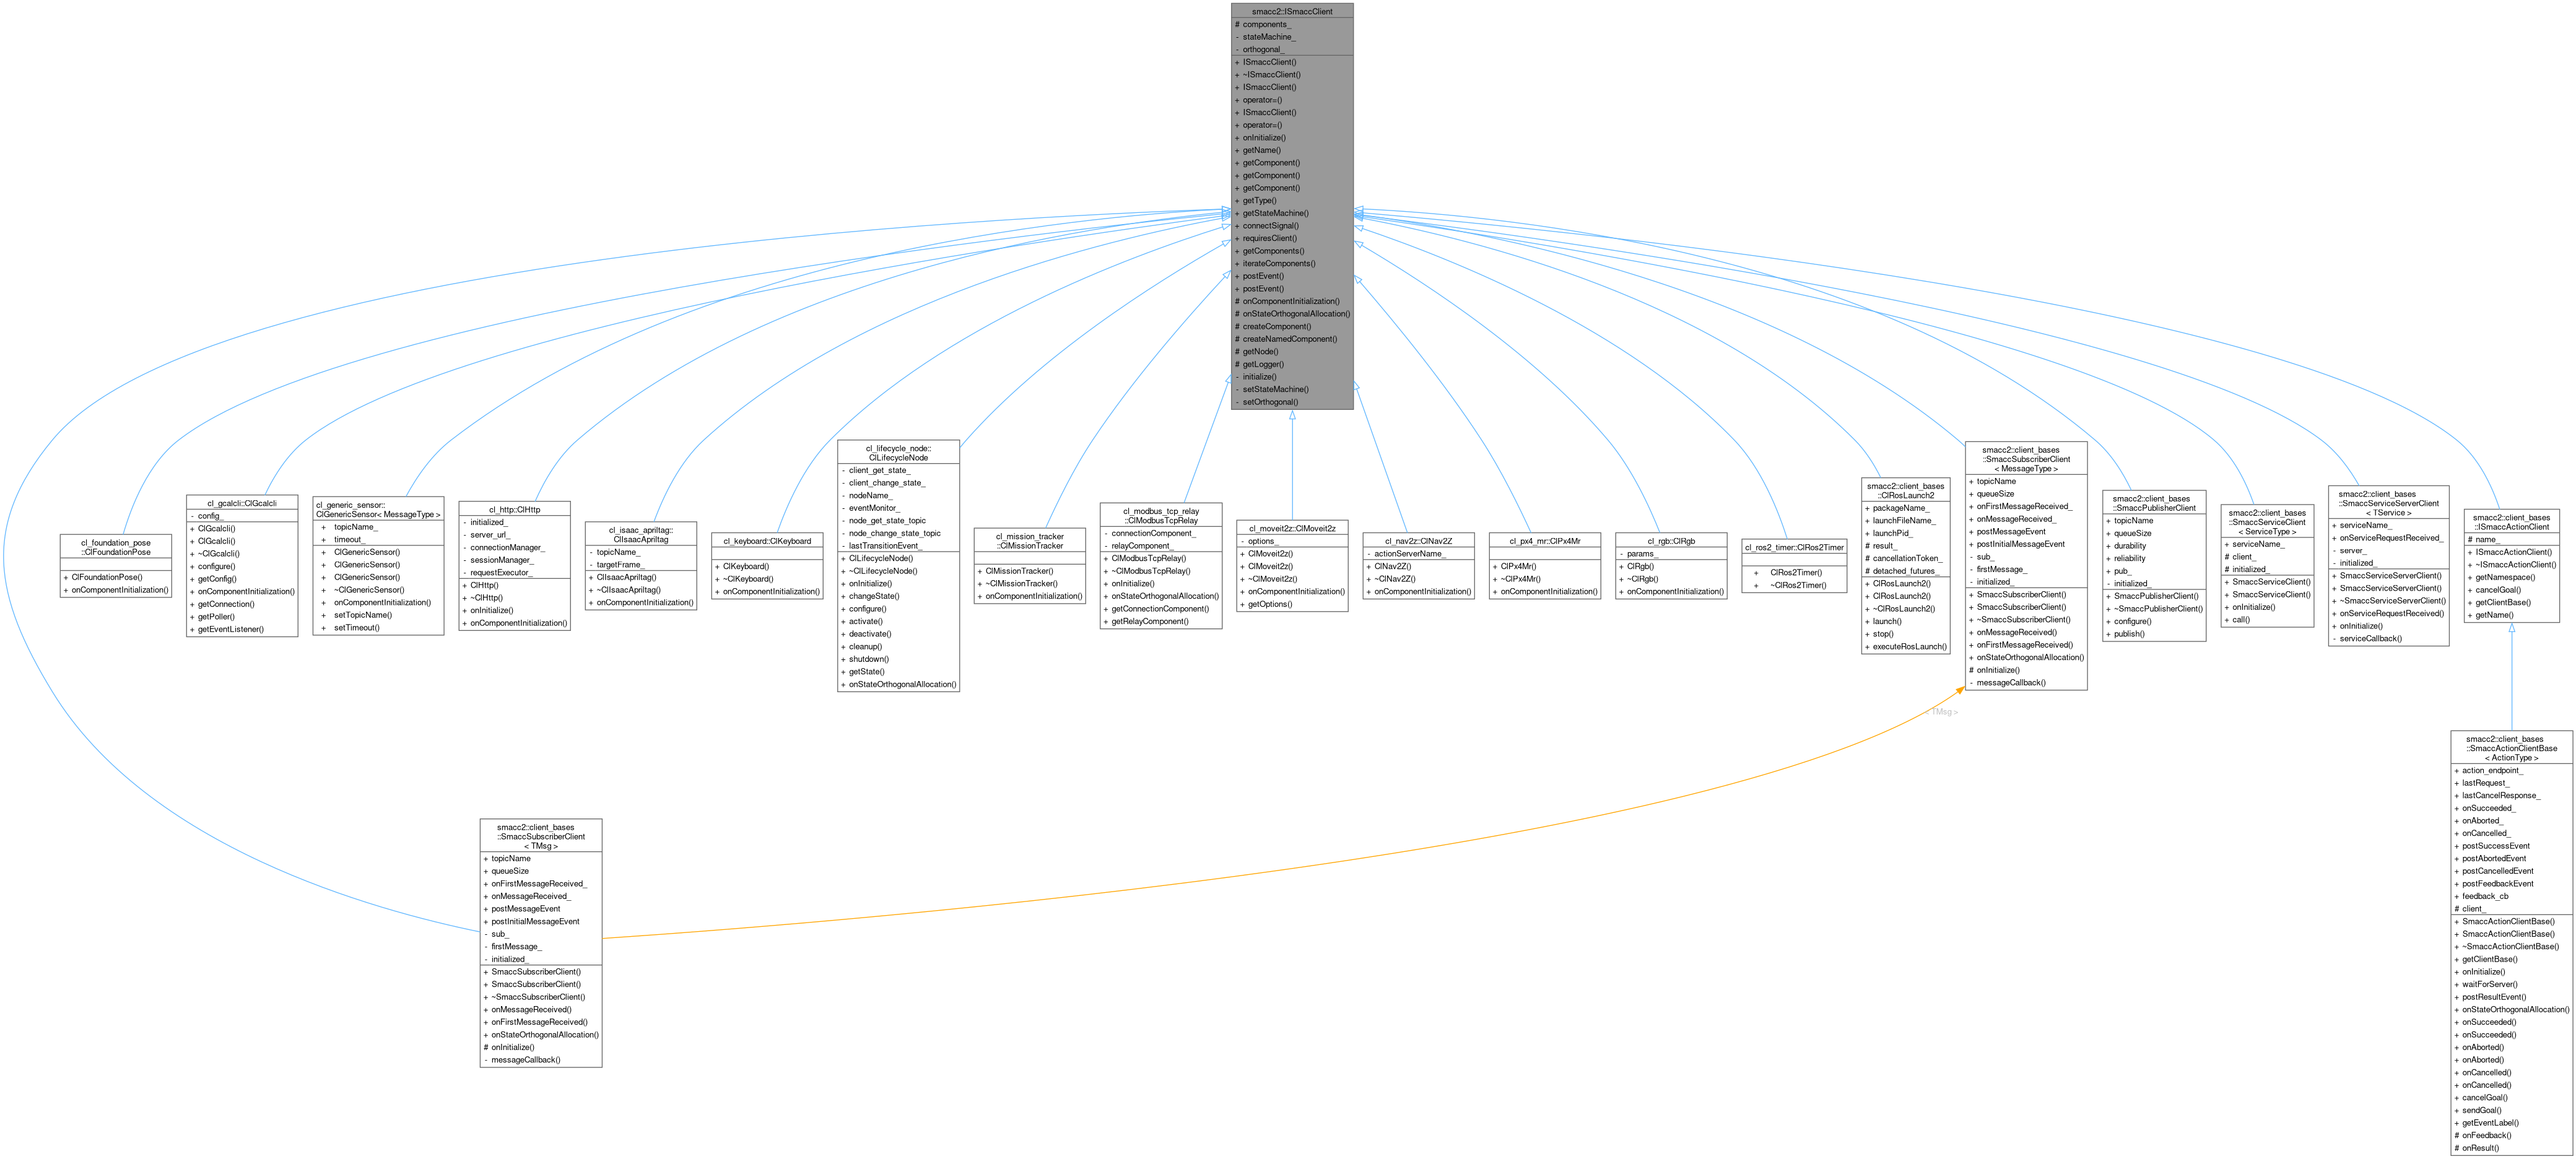 smacc2::ISmaccClient
# components_
- stateMachine_
- orthogonal_
+ ISmaccClient()
+ ~ISmaccClient()
+ ISmaccClient()
+ operator=()
+ ISmaccClient()
+ operator=()
+ onInitialize()
+ getName()
+ getComponent()
+ getComponent()
+ getComponent()
+ getType()
+ getStateMachine()
+ connectSignal()
+ requiresClient()
+ getComponents()
+ iterateComponents()
+ postEvent()
+ postEvent()
# onComponentInitialization()
# onStateOrthogonalAllocation()
# createComponent()
# createNamedComponent()
# getNode()
# getLogger()
- initialize()
- setStateMachine()
- setOrthogonal()
cl_foundation_pose
::ClFoundationPose
+ ClFoundationPose()
+ onComponentInitialization()
cl_gcalcli::ClGcalcli
- config_
+ ClGcalcli()
+ ClGcalcli()
+ ~ClGcalcli()
+ configure()
+ getConfig()
+ onComponentInitialization()
+ getConnection()
+ getPoller()
+ getEventListener()
cl_generic_sensor::
ClGenericSensor< MessageType >
+ topicName_
+ timeout_
+ ClGenericSensor()
+ ClGenericSensor()
+ ClGenericSensor()
+ ~ClGenericSensor()
+ onComponentInitialization()
+ setTopicName()
+ setTimeout()
cl_http::ClHttp
- initialized_
- server_url_
- connectionManager_
- sessionManager_
- requestExecutor_
+ ClHttp()
+ ~ClHttp()
+ onInitialize()
+ onComponentInitialization()
cl_isaac_apriltag::
ClIsaacApriltag
- topicName_
- targetFrame_
+ ClIsaacApriltag()
+ ~ClIsaacApriltag()
+ onComponentInitialization()
cl_keyboard::ClKeyboard
+ ClKeyboard()
+ ~ClKeyboard()
+ onComponentInitialization()
cl_lifecycle_node::
ClLifecycleNode
- client_get_state_
- client_change_state_
- nodeName_
- eventMonitor_
- node_get_state_topic
- node_change_state_topic
- lastTransitionEvent_
+ ClLifecycleNode()
+ ~ClLifecycleNode()
+ onInitialize()
+ changeState()
+ configure()
+ activate()
+ deactivate()
+ cleanup()
+ shutdown()
+ getState()
+ onStateOrthogonalAllocation()
cl_mission_tracker
::ClMissionTracker
+ ClMissionTracker()
+ ~ClMissionTracker()
+ onComponentInitialization()
cl_modbus_tcp_relay
::ClModbusTcpRelay
- connectionComponent_
- relayComponent_
+ ClModbusTcpRelay()
+ ~ClModbusTcpRelay()
+ onInitialize()
+ onStateOrthogonalAllocation()
+ getConnectionComponent()
+ getRelayComponent()
cl_moveit2z::ClMoveit2z
- options_
+ ClMoveit2z()
+ ClMoveit2z()
+ ~ClMoveit2z()
+ onComponentInitialization()
+ getOptions()
cl_nav2z::ClNav2Z
- actionServerName_
+ ClNav2Z()
+ ~ClNav2Z()
+ onComponentInitialization()
cl_px4_mr::ClPx4Mr
+ ClPx4Mr()
+ ~ClPx4Mr()
+ onComponentInitialization()
cl_rgb::ClRgb
- params_
+ ClRgb()
+ ~ClRgb()
+ onComponentInitialization()
cl_ros2_timer::ClRos2Timer
+ ClRos2Timer()
+ ~ClRos2Timer()
smacc2::client_bases
::ClRosLaunch2
+ packageName_
+ launchFileName_
+ launchPid_
# result_
# cancellationToken_
# detached_futures_
+ ClRosLaunch2()
+ ClRosLaunch2()
+ ~ClRosLaunch2()
+ launch()
+ stop()
+ executeRosLaunch()
smacc2::client_bases
::SmaccSubscriberClient
< MessageType >
+ topicName
+ queueSize
+ onFirstMessageReceived_
+ onMessageReceived_
+ postMessageEvent
+ postInitialMessageEvent
- sub_
- firstMessage_
- initialized_
+ SmaccSubscriberClient()
+ SmaccSubscriberClient()
+ ~SmaccSubscriberClient()
+ onMessageReceived()
+ onFirstMessageReceived()
+ onStateOrthogonalAllocation()
# onInitialize()
- messageCallback()
smacc2::client_bases
::SmaccPublisherClient
+ topicName
+ queueSize
+ durability
+ reliability
+ pub_
- initialized_
+ SmaccPublisherClient()
+ ~SmaccPublisherClient()
+ configure()
+ publish()
smacc2::client_bases
::SmaccServiceClient
< ServiceType >
+ serviceName_
# client_
# initialized_
+ SmaccServiceClient()
+ SmaccServiceClient()
+ onInitialize()
+ call()
smacc2::client_bases
::SmaccServiceServerClient
< TService >
+ serviceName_
+ onServiceRequestReceived_
- server_
- initialized_
+ SmaccServiceServerClient()
+ SmaccServiceServerClient()
+ ~SmaccServiceServerClient()
+ onServiceRequestReceived()
+ onInitialize()
- serviceCallback()
smacc2::client_bases
::ISmaccActionClient
# name_
+ ISmaccActionClient()
+ ~ISmaccActionClient()
+ getNamespace()
+ cancelGoal()
+ getClientBase()
+ getName()
< TMsg >
smacc2::client_bases
::SmaccSubscriberClient
< TMsg >
+ topicName
+ queueSize
+ onFirstMessageReceived_
+ onMessageReceived_
+ postMessageEvent
+ postInitialMessageEvent
- sub_
- firstMessage_
- initialized_
+ SmaccSubscriberClient()
+ SmaccSubscriberClient()
+ ~SmaccSubscriberClient()
+ onMessageReceived()
+ onFirstMessageReceived()
+ onStateOrthogonalAllocation()
# onInitialize()
- messageCallback()
smacc2::client_bases
::SmaccActionClientBase
< ActionType >
+ action_endpoint_
+ lastRequest_
+ lastCancelResponse_
+ onSucceeded_
+ onAborted_
+ onCancelled_
+ postSuccessEvent
+ postAbortedEvent
+ postCancelledEvent
+ postFeedbackEvent
+ feedback_cb
# client_
+ SmaccActionClientBase()
+ SmaccActionClientBase()
+ ~SmaccActionClientBase()
+ getClientBase()
+ onInitialize()
+ waitForServer()
+ postResultEvent()
+ onStateOrthogonalAllocation()
+ onSucceeded()
+ onSucceeded()
+ onAborted()
+ onAborted()
+ onCancelled()
+ onCancelled()
+ cancelGoal()
+ sendGoal()
+ getEventLabel()
# onFeedback()
# onResult()